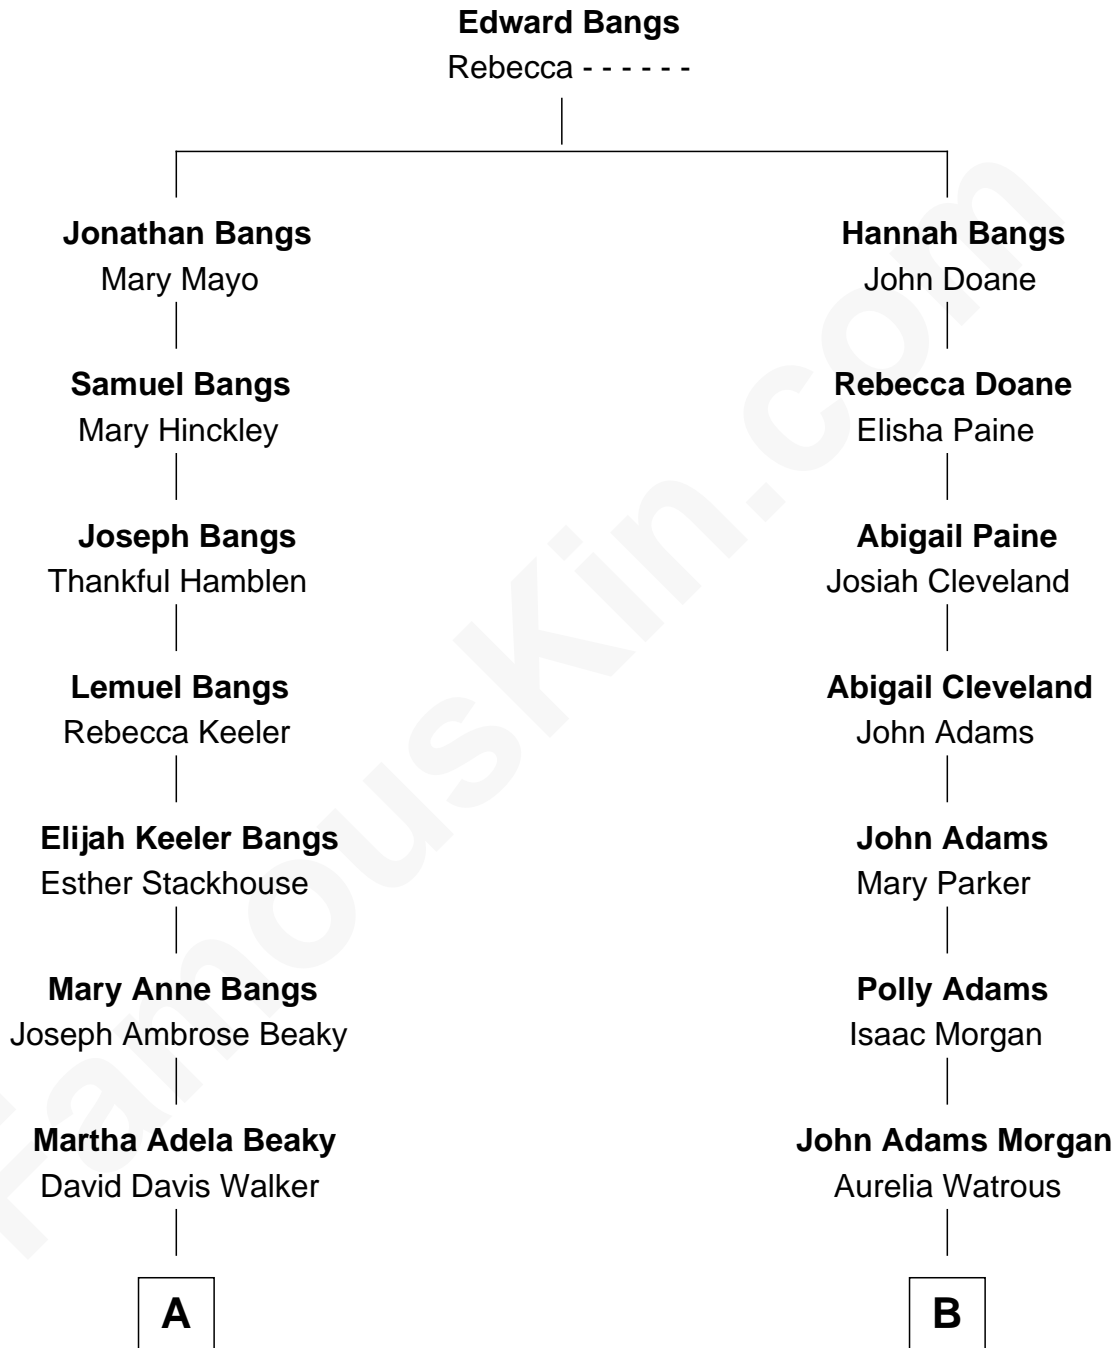 Edward Bangs
Rebecca - - - - - -
Jonathan Bangs
Mary Mayo
Hannah Bangs
John Doane
Samuel Bangs
Mary Hinckley
Rebecca Doane
Elisha Paine
Joseph Bangs
Thankful Hamblen
Abigail Paine
Josiah Cleveland
Lemuel Bangs
Rebecca Keeler
Abigail Cleveland
John Adams
Elijah Keeler Bangs
Esther Stackhouse
John Adams
Mary Parker
Mary Anne Bangs
Joseph Ambrose Beaky
Polly Adams
Isaac Morgan
Martha Adela Beaky
David Davis Walker
John Adams Morgan
Aurelia Watrous
A
B
FamousKin.com